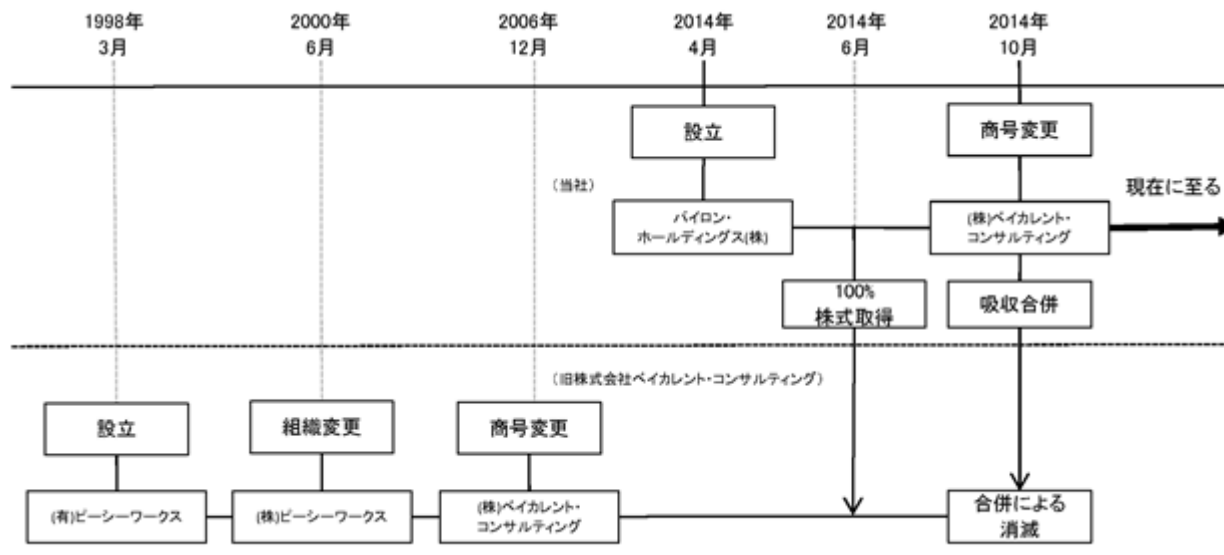 1998年
3月
2000年
6月
2006年
12月
2014年
4月
2014年
6月
2014年
10月
設立
商号変更
(当社)
現在に至る
バイロン・
ホールディングス(株)
(株)ベイカレント・
コンサルティング
100%
株式取得
吸収合併
(旧株式会社ベイカレント・コンサルティング)
設立
組織変更
商号変更
(有)ピーシーワークス
(株)ピーシーワークス
(株)ベイカレント・
コンサルティング
合併による
消滅